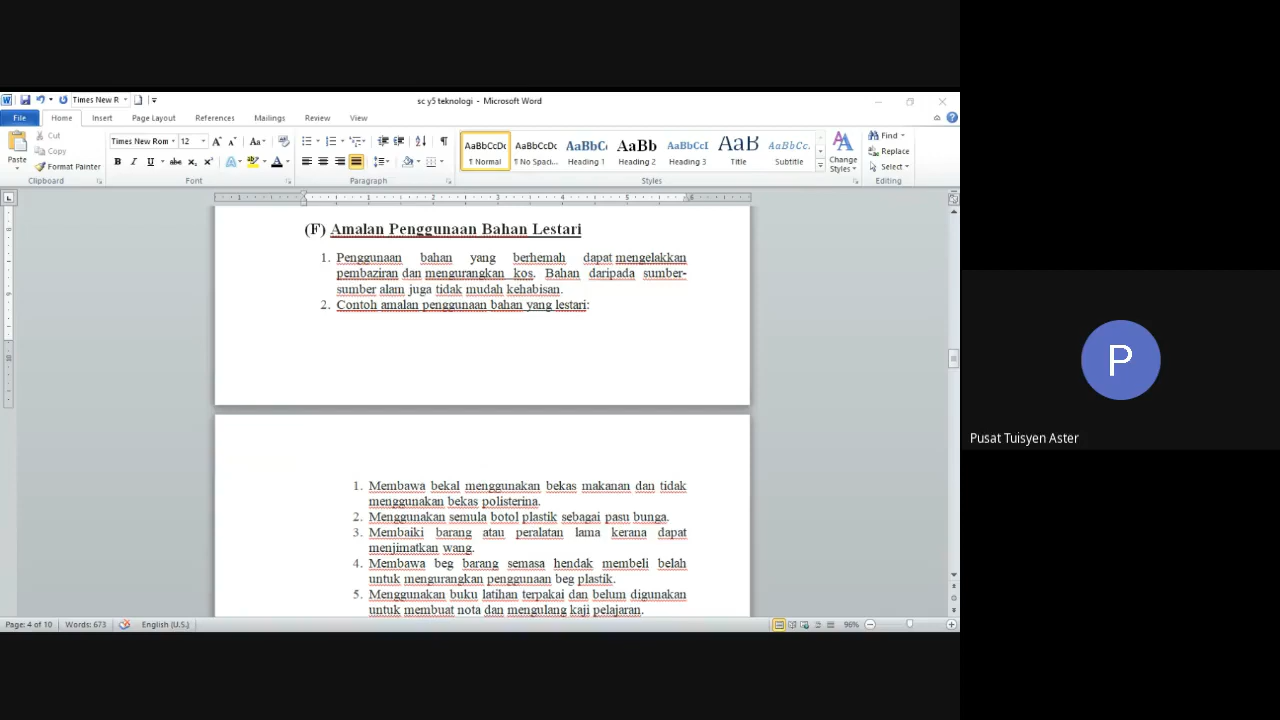 sc y5 teknologi - Microsoft Word
Times New R
File Home Insert Page Layout References Mailings Review View
Paste
Cut
Copy
Format Painter
Clipboard
Times New Rom 12
B I U abc
Font
Paragraph
AaBbCcDc AaBbCcDc AaBbCc AaBbCc AaBbCcI AaB AaBbCc.
¶ Normal ¶ No Spaci... Heading 1 Heading 2 Heading 3 Title Subtitle
Styles
Change Styles
Find
Replace
Select
Editing
(F) Amalan Penggunaan Bahan Lestari
1. Penggunaan bahan yang berhemah dapat mengelakkan
pembaziran dan mengurangkan kos. Bahan daripada sumber-
sumber alam juga tidak mudah kehabisan.
2. Contoh amalan penggunaan bahan yang lestari:
1. Membawa bekal menggunakan bekas makanan dan tidak
menggunakan bekas polisterina.
2. Menggunakan semula botol plastik sebagai pasu bunga.
3. Membaiki barang atau peralatan lama kerana dapat
menjimatkan wang.
4. Membawa beg barang semasa hendak membeli belah
untuk mengurangkan penggunaan beg plastik.
5. Menggunakan buku latihan terpakai dan belum digunakan
untuk membuat nota dan mengulang kaji pelajaran.
Page: 4 of 10 Words: 673 English (U.S.) 96%
P
Pusat Tuisyen Aster